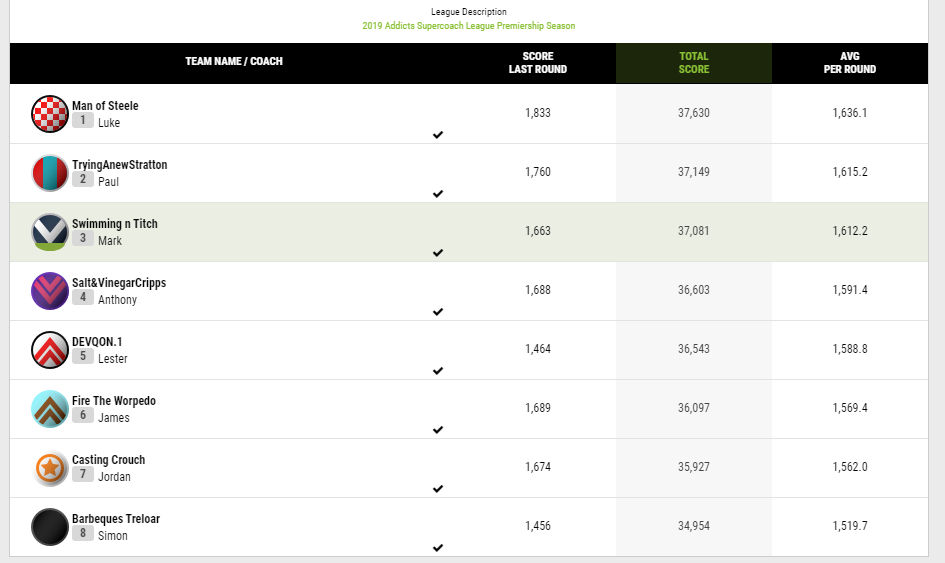 League Description
2019 Addicts Supercoach League Premiership Season
TEAM NAME / COACH SCORE LAST ROUND TOTAL SCORE AVG PER ROUND
Man of Steele
1 Luke 1,833 37,630 1,636.1
TryingAnewStratton
2 Paul 1,760 37,149 1,615.2
Swimming n Titch
3 Mark 1,663 37,081 1,612.2
Salt&VinegarCripps
4 Anthony 1,688 36,603 1,591.4
DEVQON.1
5 Lester 1,464 36,543 1,588.8
Fire The Worpedo
6 James 1,689 36,097 1,569.4
Casting Crouch
7 Jordan 1,674 35,927 1,562.0
Barbeques Treloar
8 Simon 1,456 34,954 1,519.7